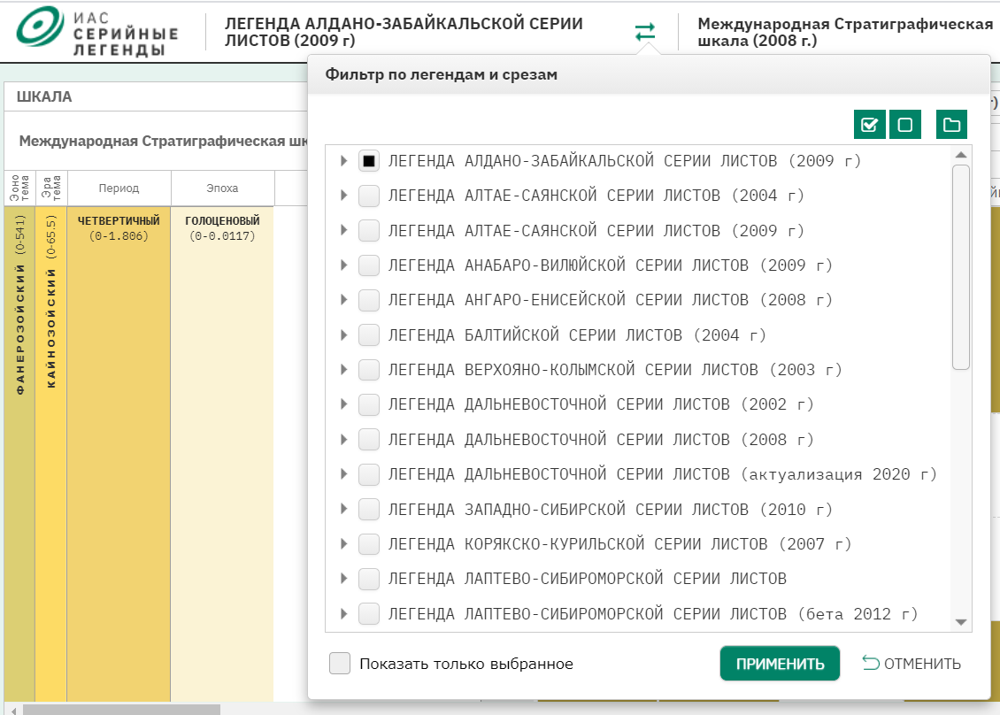 ИАС
СЕРИЙНЫЕ
ЛЕГЕНДЫ
ЛЕГЕНДА АЛДАНО-ЗАБАЙКАЛЬСКОЙ СЕРИИ
ЛИСТОВ (2009 г)
Международная Стратиграфическая
шкала (2008 г.)
Фильтр по легендам и срезам
ШКАЛА
Международная Стратиграфическая шк
Эоно
тема
Эра
тема
Период
Эпоха
ФАНЕРОЗОЙСКИЙ (0-541)
КАЙНОЗОЙСКИЙ (0-65.5)
ЧЕТВЕРТИЧНЫЙ
(0-1.806)
ГОЛОЦЕНОВЫЙ
(0-0.0117)
ЛЕГЕНДА АЛДАНО-ЗАБАЙКАЛЬСКОЙ СЕРИИ ЛИСТОВ (2009 г)
ЛЕГЕНДА АЛТАЕ-САЯНСКОЙ СЕРИИ ЛИСТОВ (2004 г)
ЛЕГЕНДА АЛТАЕ-САЯНСКОЙ СЕРИИ ЛИСТОВ (2009 г)
ЛЕГЕНДА АНАБАРО-ВИЛЮЙСКОЙ СЕРИИ ЛИСТОВ (2009 г)
ЛЕГЕНДА АНГАРО-ЕНИСЕЙСКОЙ СЕРИИ ЛИСТОВ (2008 г)
ЛЕГЕНДА БАЛТИЙСКОЙ СЕРИИ ЛИСТОВ (2004 г)
ЛЕГЕНДА ВЕРХОЯНО-КОЛЫМСКОЙ СЕРИИ ЛИСТОВ (2003 г)
ЛЕГЕНДА ДАЛЬНЕВОСТОЧНОЙ СЕРИИ ЛИСТОВ (2002 г)
ЛЕГЕНДА ДАЛЬНЕВОСТОЧНОЙ СЕРИИ ЛИСТОВ (2008 г)
ЛЕГЕНДА ДАЛЬНЕВОСТОЧНОЙ СЕРИИ ЛИСТОВ (актуализация 2020 г)
ЛЕГЕНДА ЗАПАДНО-СИБИРСКОЙ СЕРИИ ЛИСТОВ (2010 г)
ЛЕГЕНДА КОРЯКСКО-КУРИЛЬСКОЙ СЕРИИ ЛИСТОВ (2007 г)
ЛЕГЕНДА ЛАПТЕВО-СИБИРОМОРСКОЙ СЕРИИ ЛИСТОВ
ЛЕГЕНДА ЛАПТЕВО-СИБИРОМОРСКОЙ СЕРИИ ЛИСТОВ (бета 2012 г)
Показать только выбранное
ПРИМЕНИТЬ
ОТМЕНИТЬ